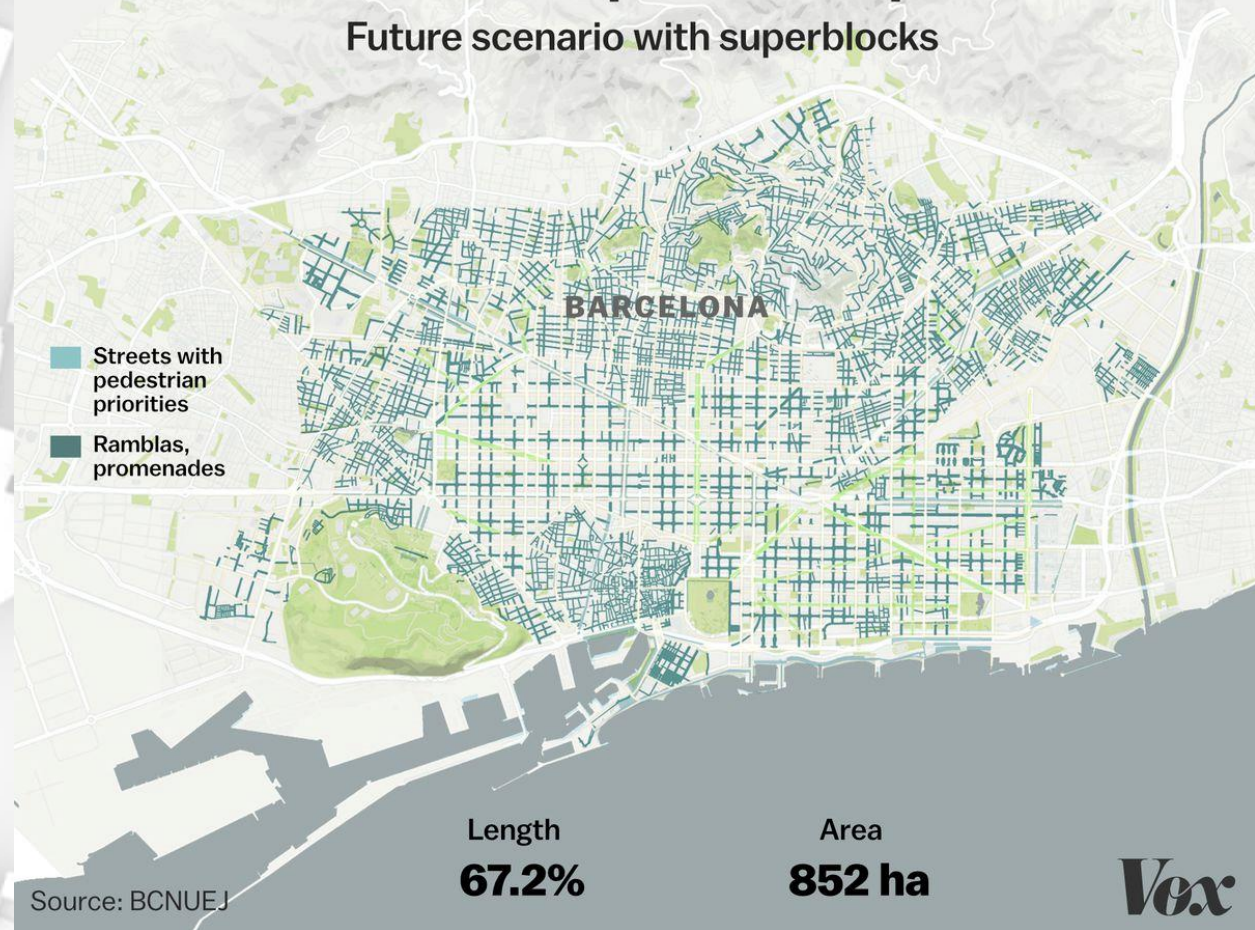 Future scenario with superblocks
BARCELONA
Streets with
pedestrian
priorities
Ramblas,
promenades
Length
67.2%
Area
852 ha
Source: BCNUEJ
Vox